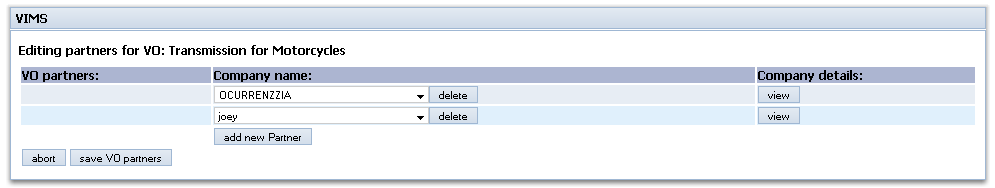 VIMS
Editing partners for VO: Transmission for Motorcycles
VO partners: Company name: Company details:
OCURRENZZIA delete view
joey delete view
add new Partner
abort save VO partners